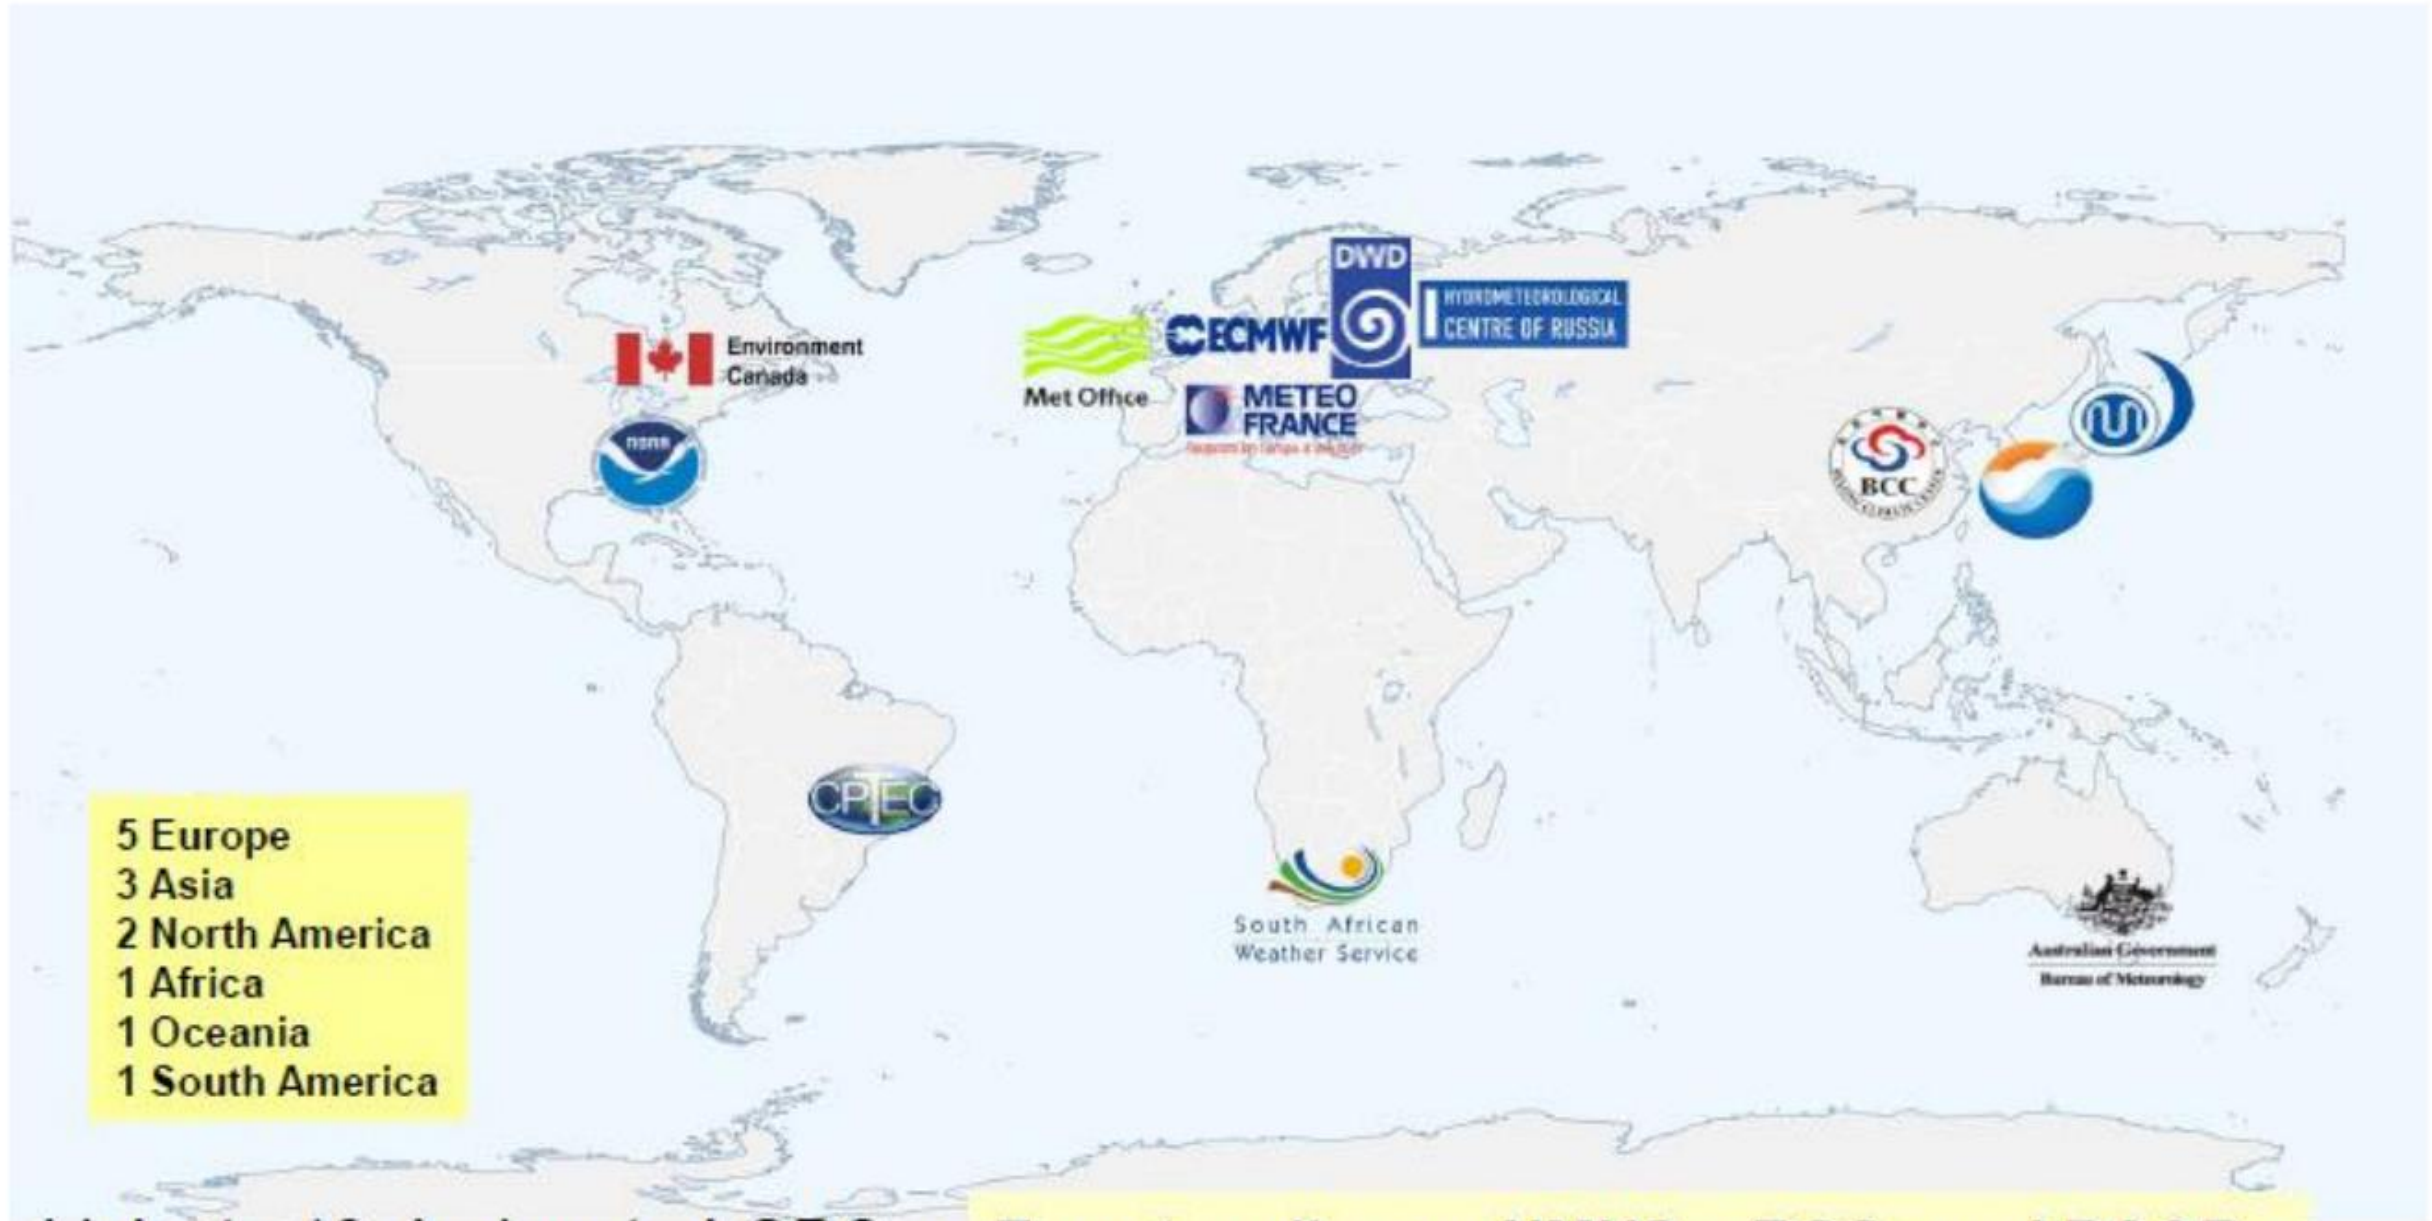 DWD
HYDROMETEOROLOGICAL
CENTRE OF RUSSIA
Environment
Canada
Met Office
ECMWF
METEO
FRANCE
noaa
BCC
CPTEC
5 Europe
3 Asia
2 North America
1 Africa
1 Oceania
1 South America
South African
Weather Service
Australian Government
Bureau of Meteorology